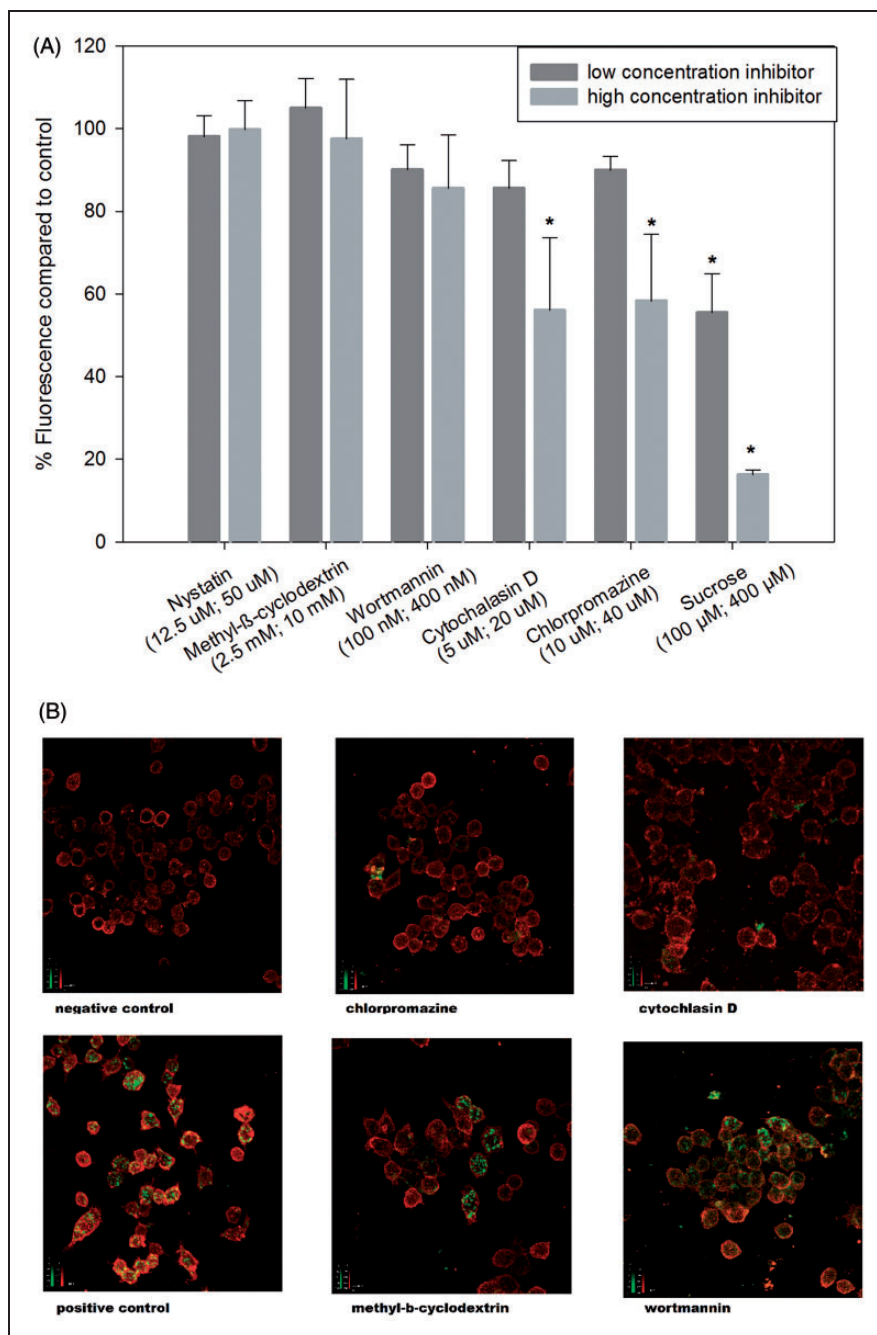 (A)
120
100
80
60
40
20
0
% Fluorescence compared to control
low concentration inhibitor
high concentration inhibitor
*
*
*
*
Nystatin
(12.5 uM; 50 uM)
Methyl-ß-cyclodextrin
(2.5 mM; 10 mM)
Wortmannin
(100 nM; 400 nM)
Cytochalasin D
(5 uM; 20 uM)
Chlorpromazine
(10 uM; 40 uM)
Sucrose
(100 µM; 400 µM)
(B)
negative control
chlorpromazine
cytochlasin D
positive control
methyl-b-cyclodextrin
wortmannin